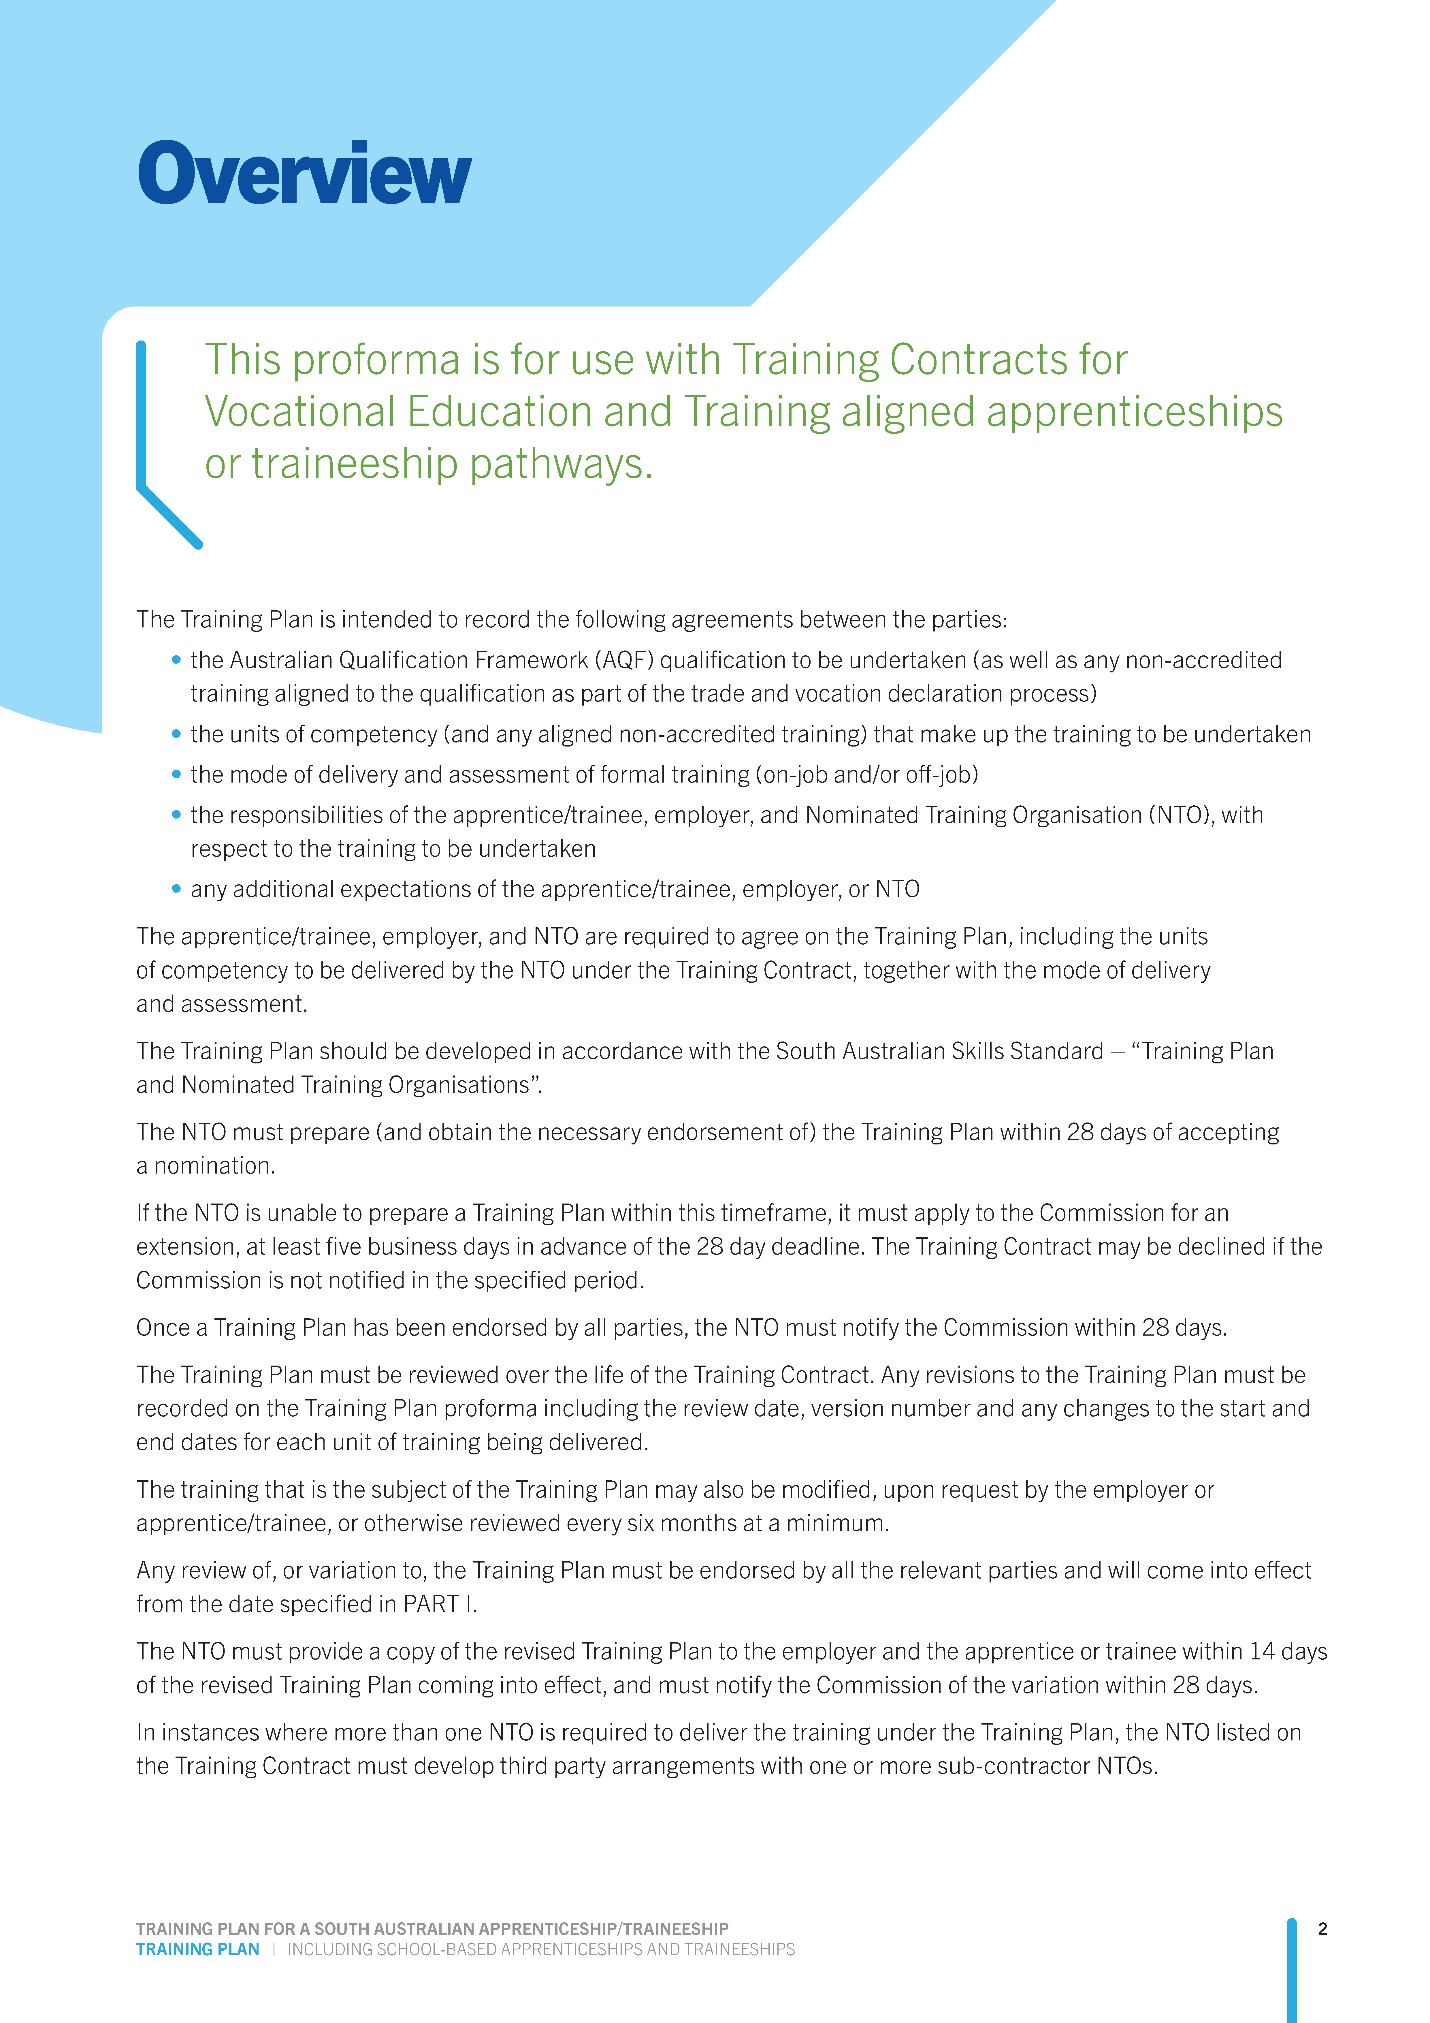 Overview
This proforma is for use with Training Contracts for
Vocational Education and Training aligned apprenticeships
or traineeship pathways.
The Training Plan is intended to record the following agreements between the parties:
• the Australian Qualification Framework (AQF) qualification to be undertaken (as well as any non-accredited
training aligned to the qualification as part of the trade and vocation declaration process)
• the units of competency (and any aligned non-accredited training) that make up the training to be undertaken
• the mode of delivery and assessment of formal training (on-job and/or off-job)
• the responsibilities of the apprentice/trainee, employer, and Nominated Training Organisation (NTO), with
respect to the training to be undertaken
• any additional expectations of the apprentice/trainee, employer, or NTO
The apprentice/trainee, employer, and NTO are required to agree on the Training Plan, including the units
of competency to be delivered by the NTO under the Training Contract, together with the mode of delivery
and assessment.
The Training Plan should be developed in accordance with the South Australian Skills Standard – “Training Plan
and Nominated Training Organisations”.
The NTO must prepare (and obtain the necessary endorsement of) the Training Plan within 28 days of accepting
a nomination.
If the NTO is unable to prepare a Training Plan within this timeframe, it must apply to the Commission for an
extension, at least five business days in advance of the 28 day deadline. The Training Contract may be declined if the
Commission is not notified in the specified period.
Once a Training Plan has been endorsed by all parties, the NTO must notify the Commission within 28 days.
The Training Plan must be reviewed over the life of the Training Contract. Any revisions to the Training Plan must be
recorded on the Training Plan proforma including the review date, version number and any changes to the start and
end dates for each unit of training being delivered.
The training that is the subject of the Training Plan may also be modified, upon request by the employer or
apprentice/trainee, or otherwise reviewed every six months at a minimum.
Any review of, or variation to, the Training Plan must be endorsed by all the relevant parties and will come into effect
from the date specified in PART I.
The NTO must provide a copy of the revised Training Plan to the employer and the apprentice or trainee within 14 days
of the revised Training Plan coming into effect, and must notify the Commission of the variation within 28 days.
In instances where more than one NTO is required to deliver the training under the Training Plan, the NTO listed on
the Training Contract must develop third party arrangements with one or more sub-contractor NTOs.
TRAINING PLAN FOR A SOUTH AUSTRALIAN APPRENTICESHIP/TRAINEESHIP
TRAINING PLAN | INCLUDING SCHOOL-BASED APPRENTICESHIPS AND TRAINEESHIPS
2